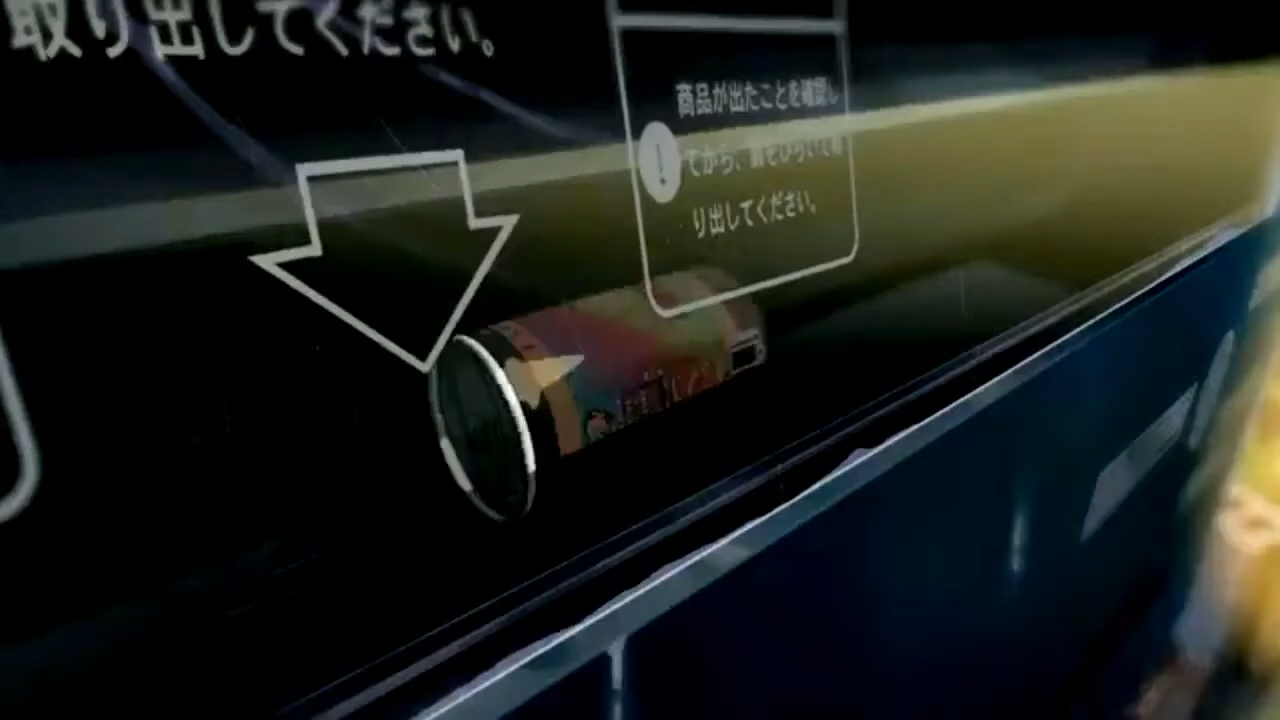 取り出してください。
商品が出たことを確認し
てから、
り出してください。